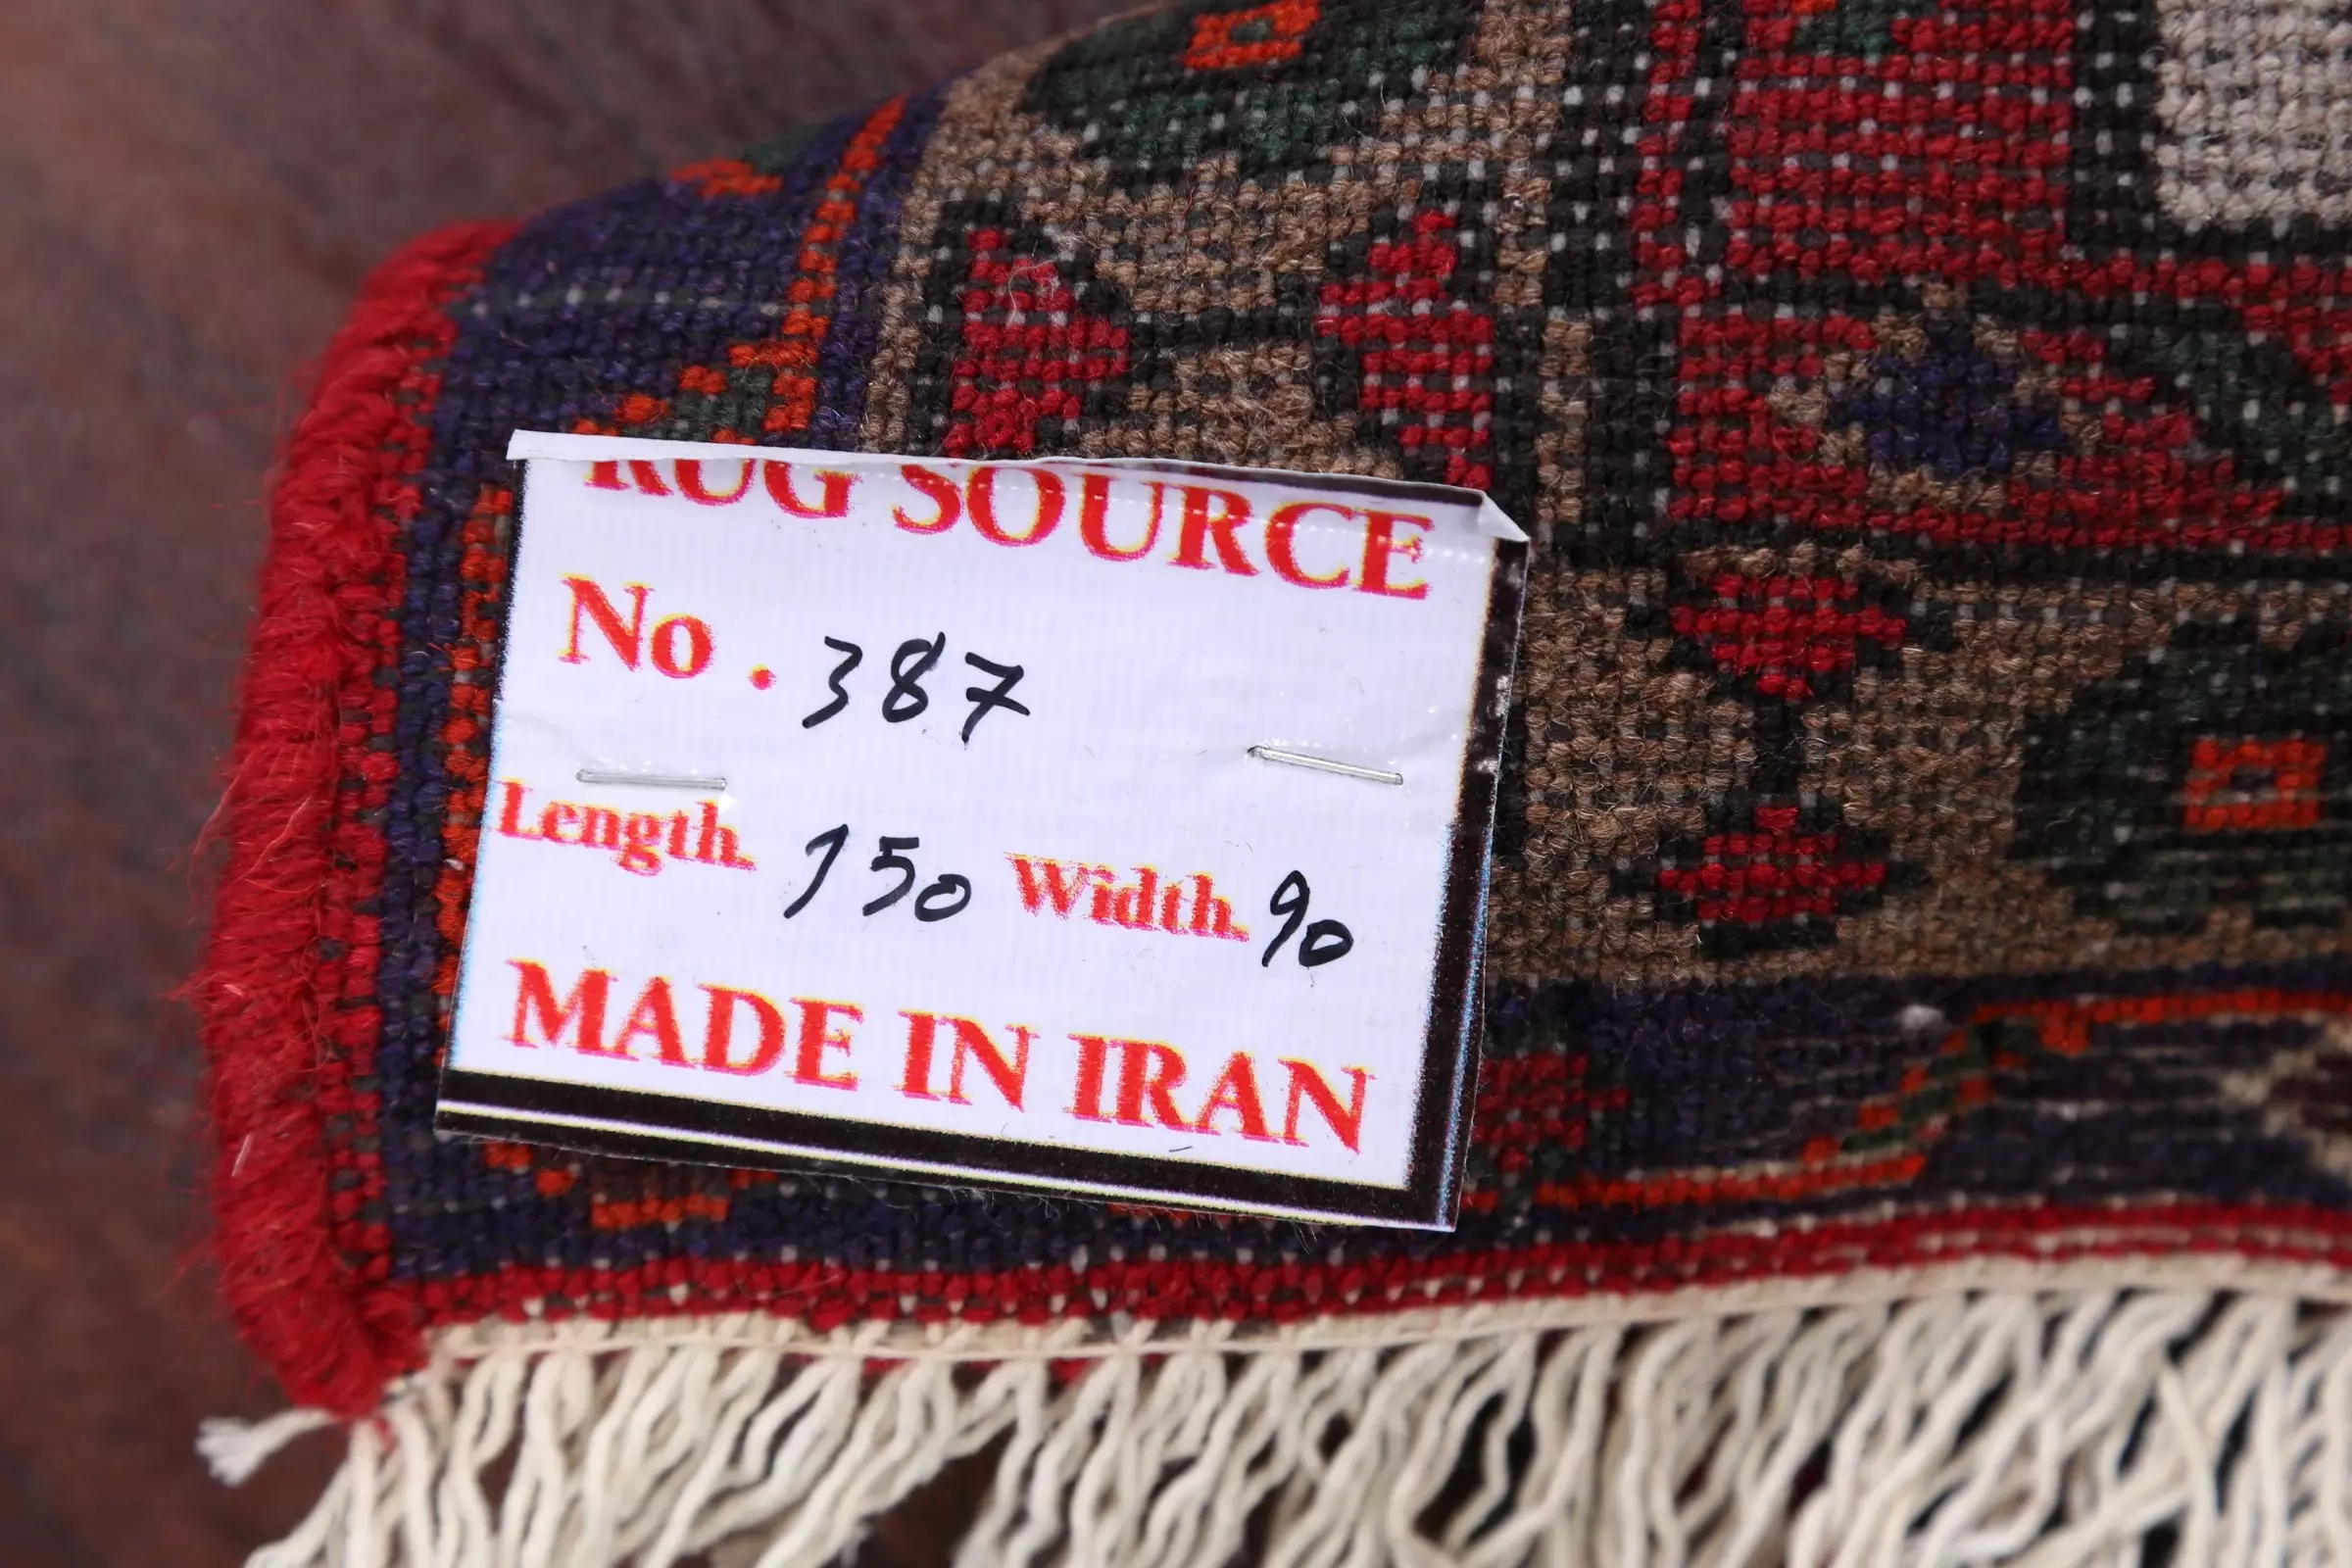 RUG SOURCE
No . 387
Length. 150 Width. 90
MADE IN IRAN